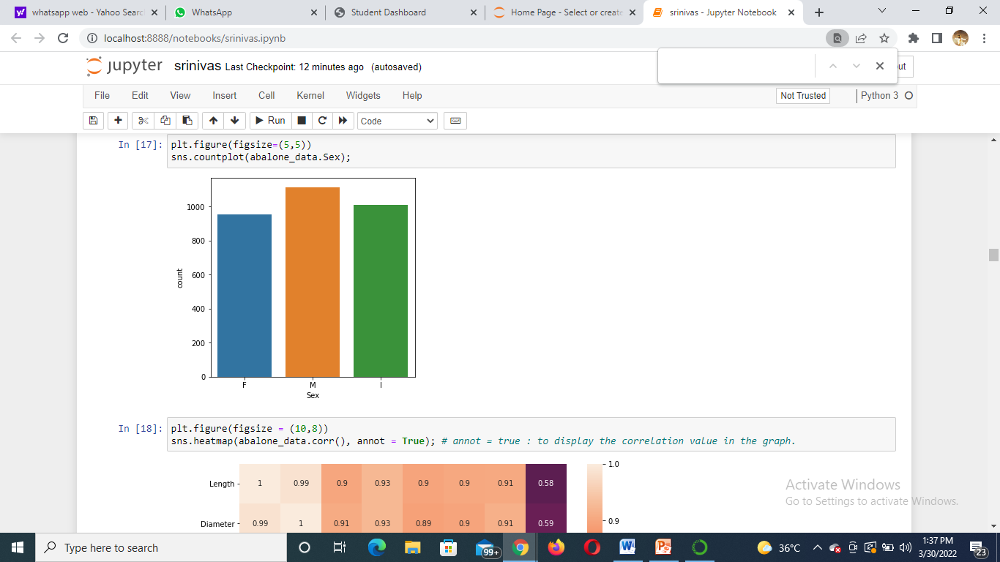 whatsapp web - Yahoo Searc
WhatsApp
Student Dashboard
Home Page - Select or create
srinivas - Jupyter Notebook
localhost:8888/notebooks/srinivas.ipynb
jupyter srinivas Last Checkpoint: 12 minutes ago (autosaved)
ut
File Edit View Insert Cell Kernel Widgets Help
Not Trusted
Python 3
Run
Code
In [17]: plt.figure(figsize=(5,5))
sns.countplot(abalone_data.Sex);
1000
800
600
400
200
0
count
F M I
Sex
In [18]: plt.figure(figsize = (10,8))
sns.heatmap(abalone_data.corr(), annot = True); # annot = true : to display the correlation value in the graph.
Length 1 0.99 0.9 0.93 0.9 0.9 0.91 0.58
1.0
Diameter 0.99 1 0.91 0.93 0.89 0.9 0.91 0.59
0.9
Activate Windows
Go to Settings to activate Windows.
Type here to search
99+
36°C
1:37 PM
3/30/2022
23